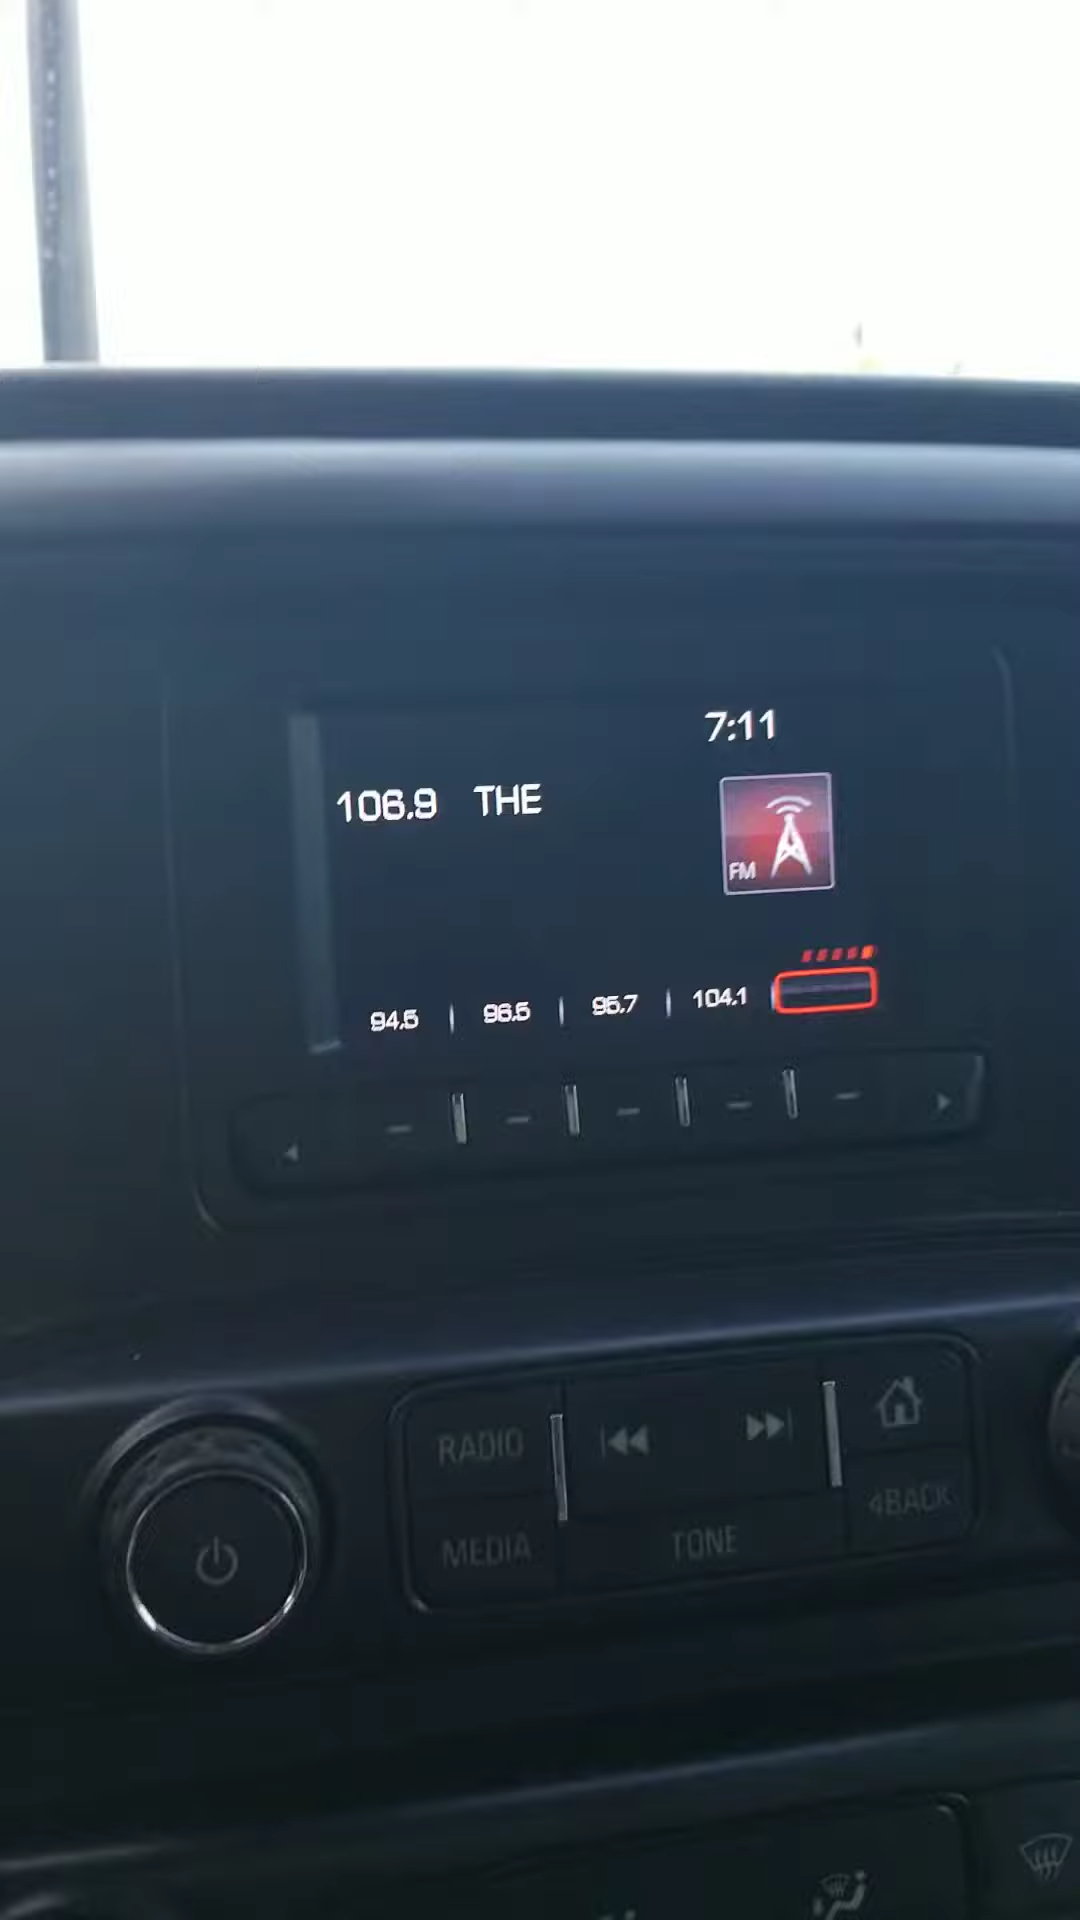 7:11
106.9 THE
FM
94.5 96.5 95.7 104.1
RADIO
MEDIA TONE BACK